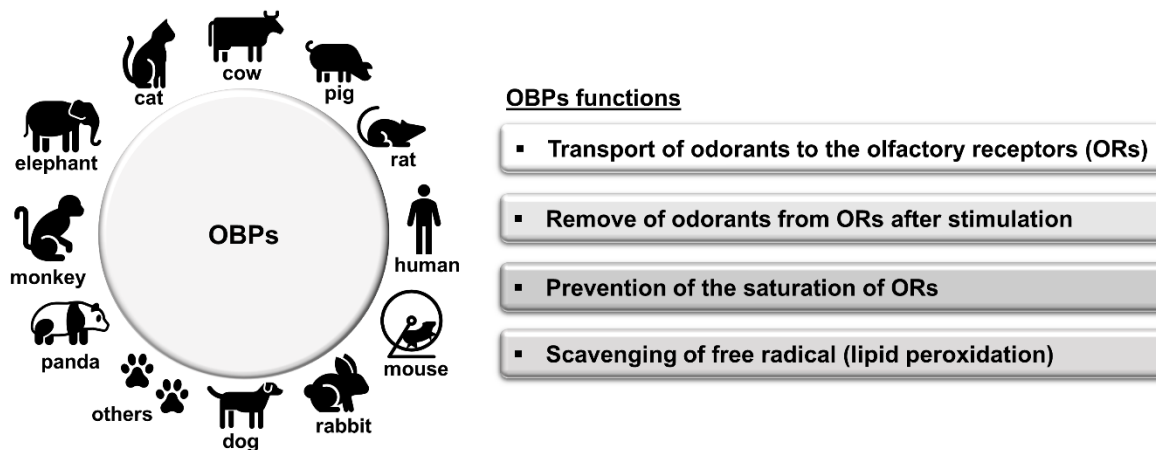 cow
cat
pig
elephant
rat
OBPs
monkey
human
panda
mouse
others
dog
rabbit
OBPs functions
▪ Transport of odorants to the olfactory receptors (ORs)
▪ Remove of odorants from ORs after stimulation
▪ Prevention of the saturation of ORs
▪ Scavenging of free radical (lipid peroxidation)